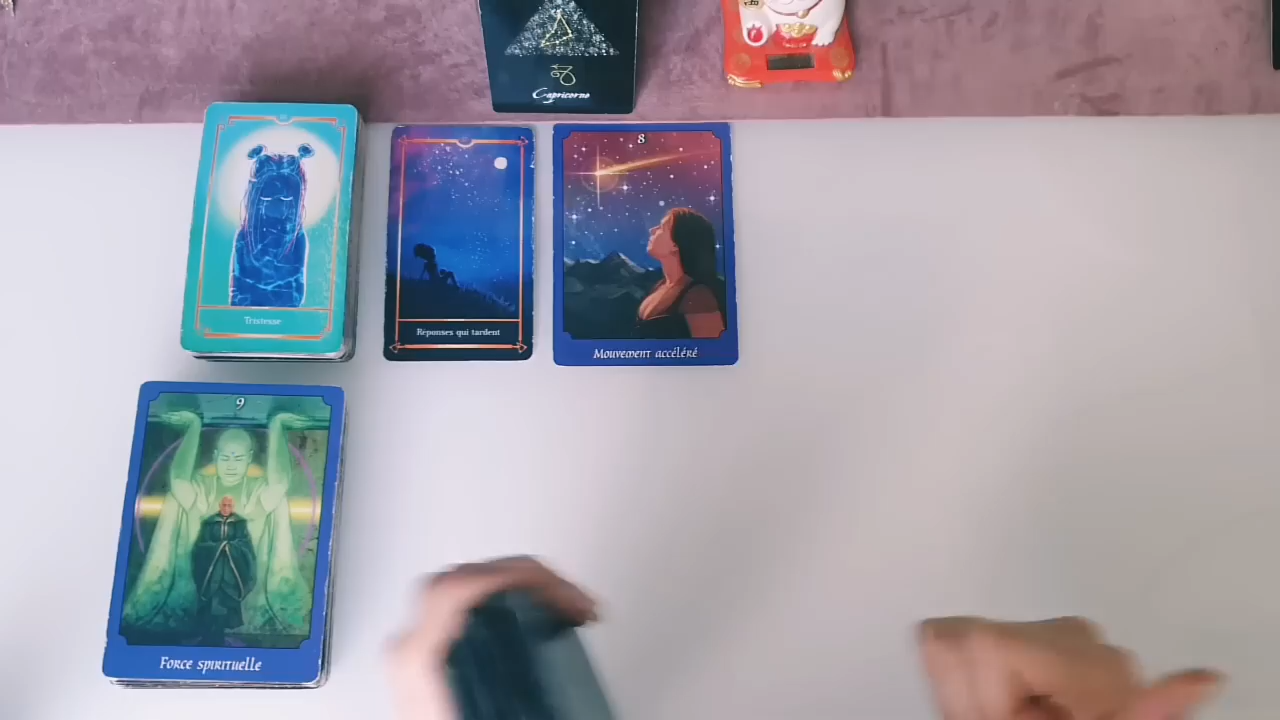 Capricorne
Tristesse
Réponses qui tardent
8
Mouvement accéléré
9
Force spirituelle